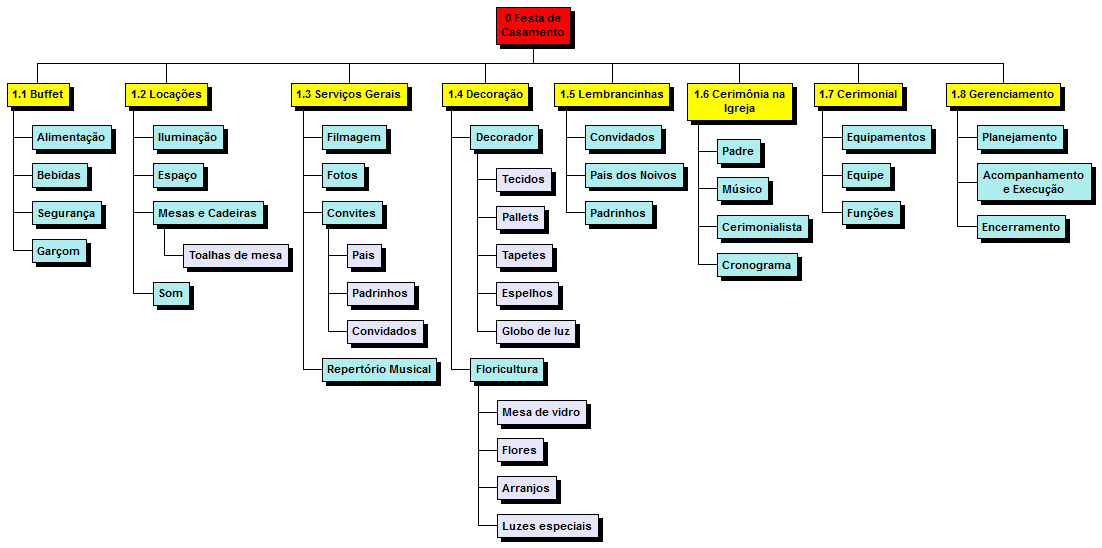 0 Festa de
Casamento
1.1 Buffet
Alimentação
Bebidas
Segurança
Garçom
1.2 Locações
Iluminação
Espaço
Mesas e Cadeiras
Toalhas de mesa
Som
1.3 Serviços Gerais
Filmagem
Fotos
Convites
Pais
Padrinhos
Convidados
Repertório Musical
1.4 Decoração
Decorador
Tecidos
Pallets
Tapetes
Espelhos
Globo de luz
Floricultura
Mesa de vidro
Flores
Arranjos
Luzes especiais
1.5 Lembrancinhas
Convidados
Pais dos Noivos
Padrinhos
1.6 Cerimônia na
Igreja
Padre
Músico
Cerimonialista
Cronograma
1.7 Cerimonial
Equipamentos
Equipe
Funções
1.8 Gerenciamento
Planejamento
Acompanhamento
e Execução
Encerramento